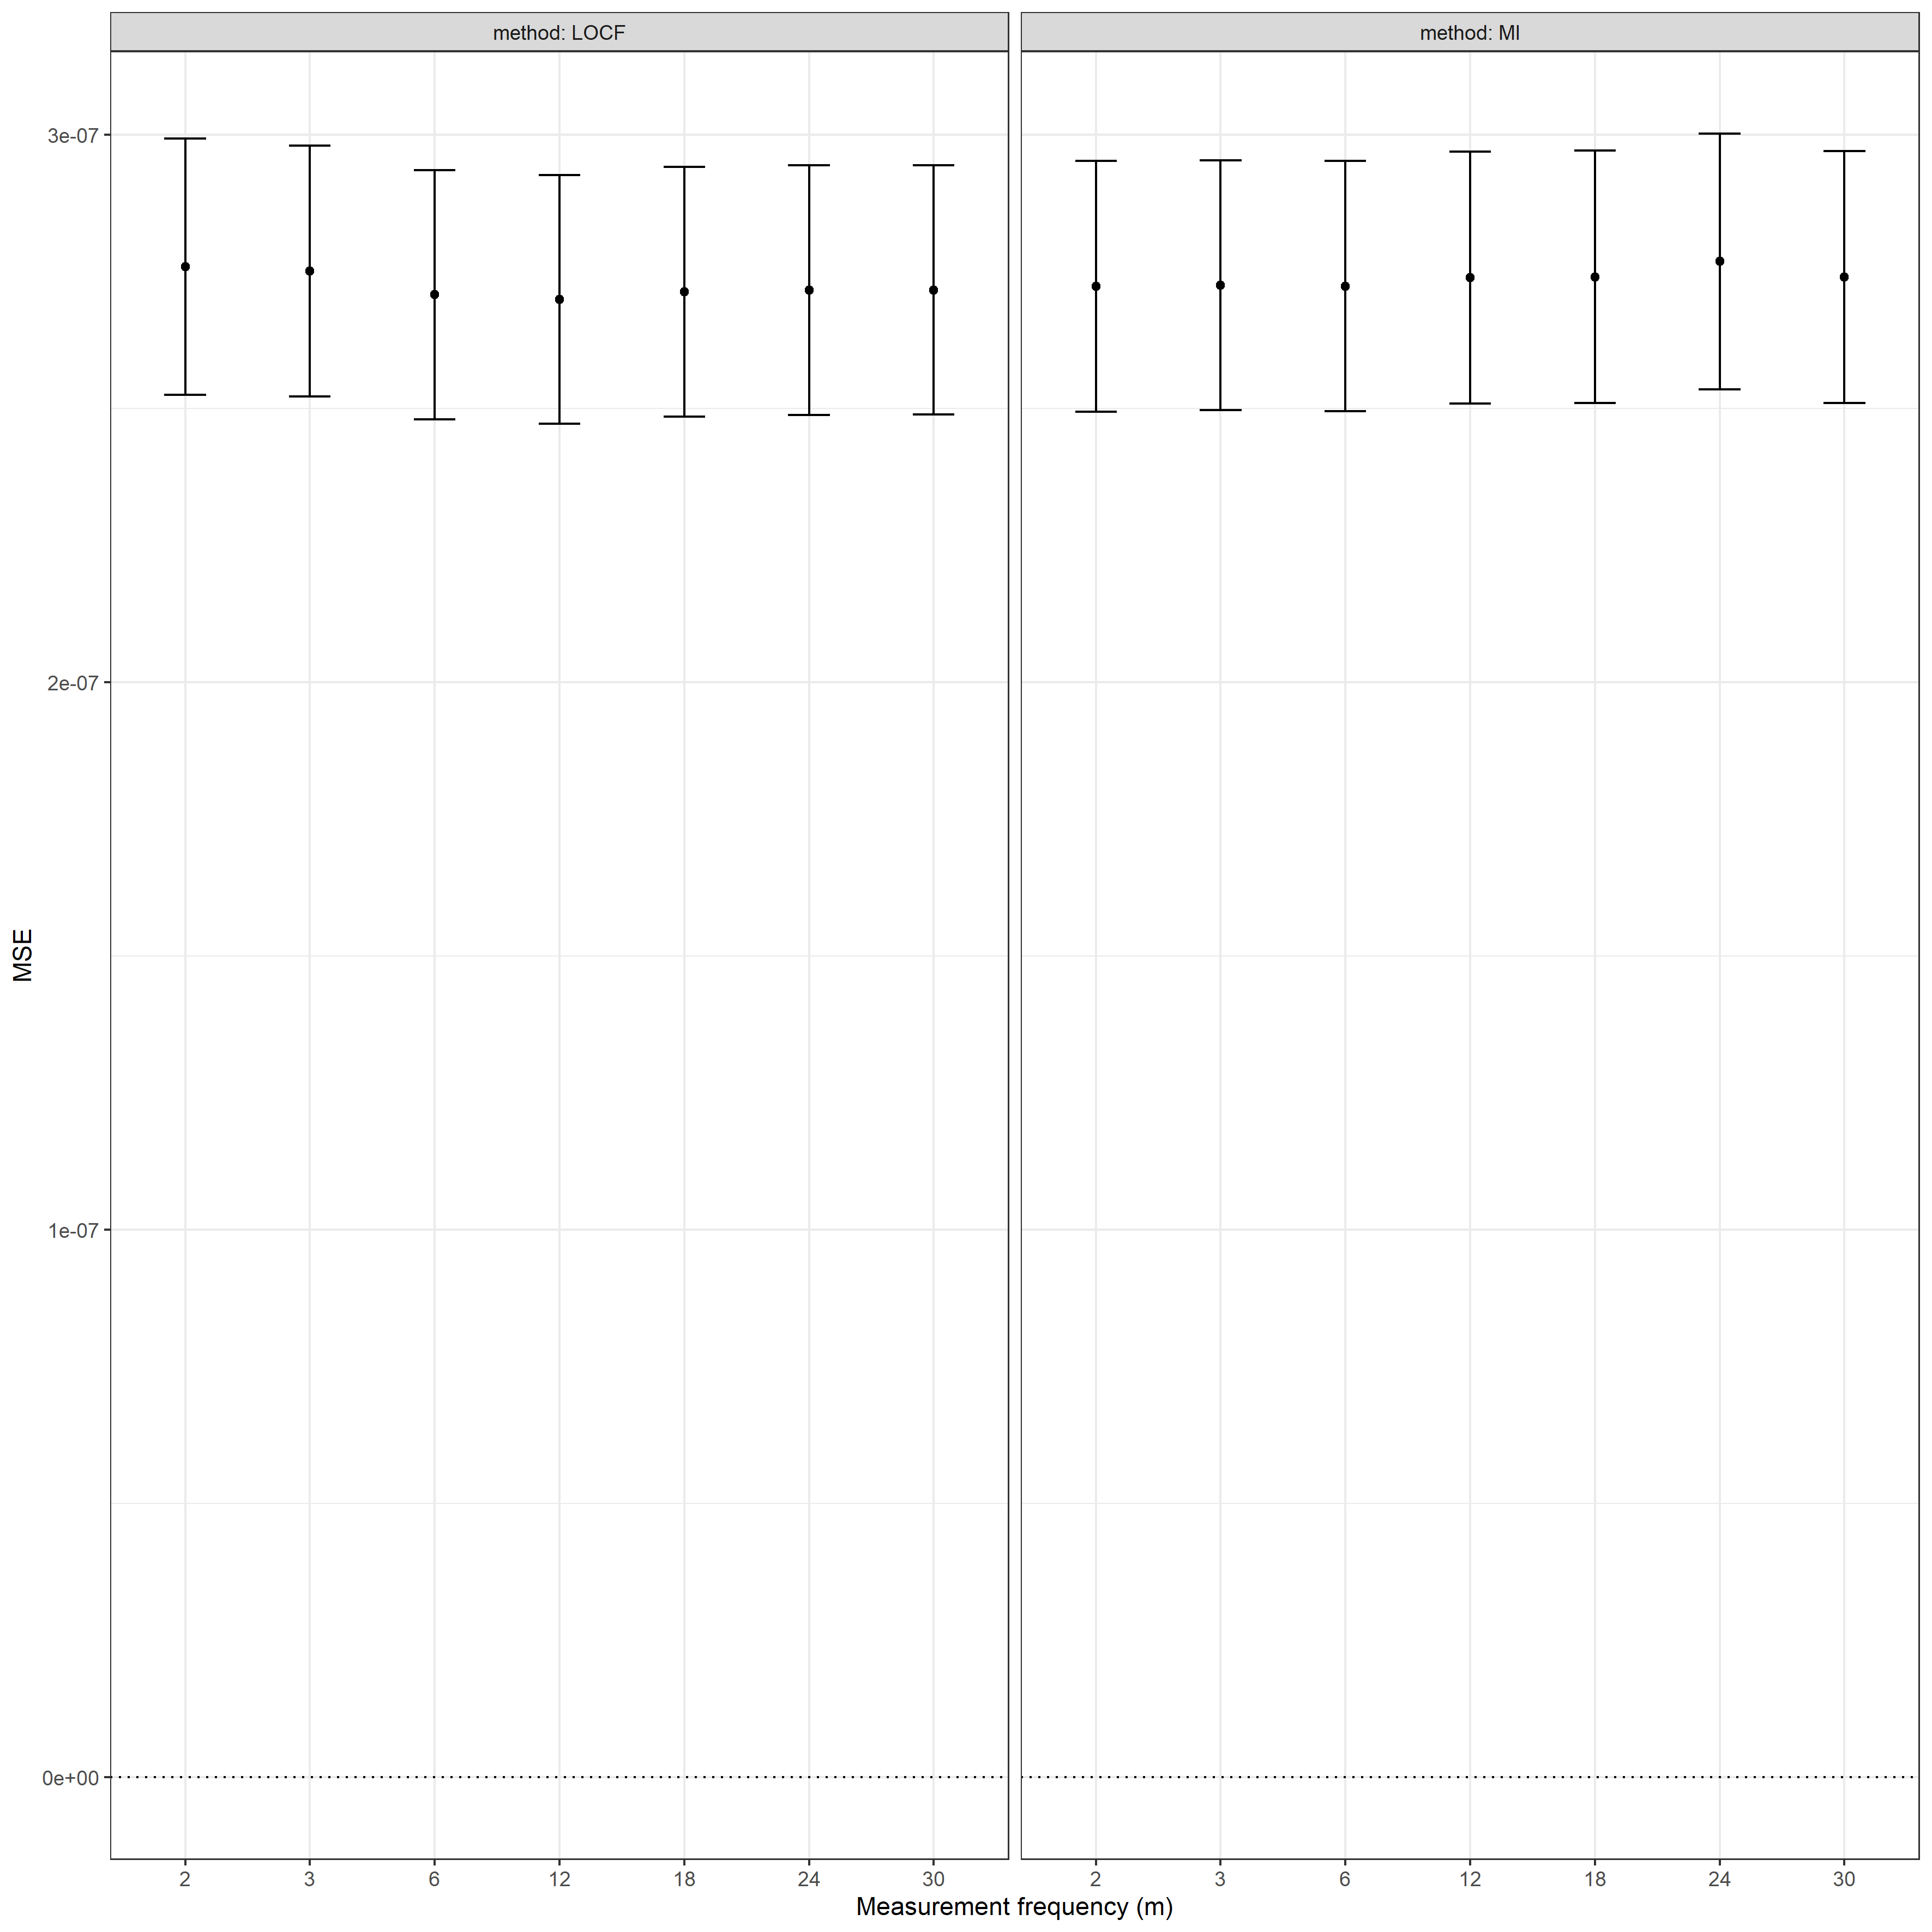 method: LOCF
method: MI
MSE
3e-07
2e-07
1e-07
0e+00
2 3 6 12 18 24 30
2 3 6 12 18 24 30
Measurement frequency (m)